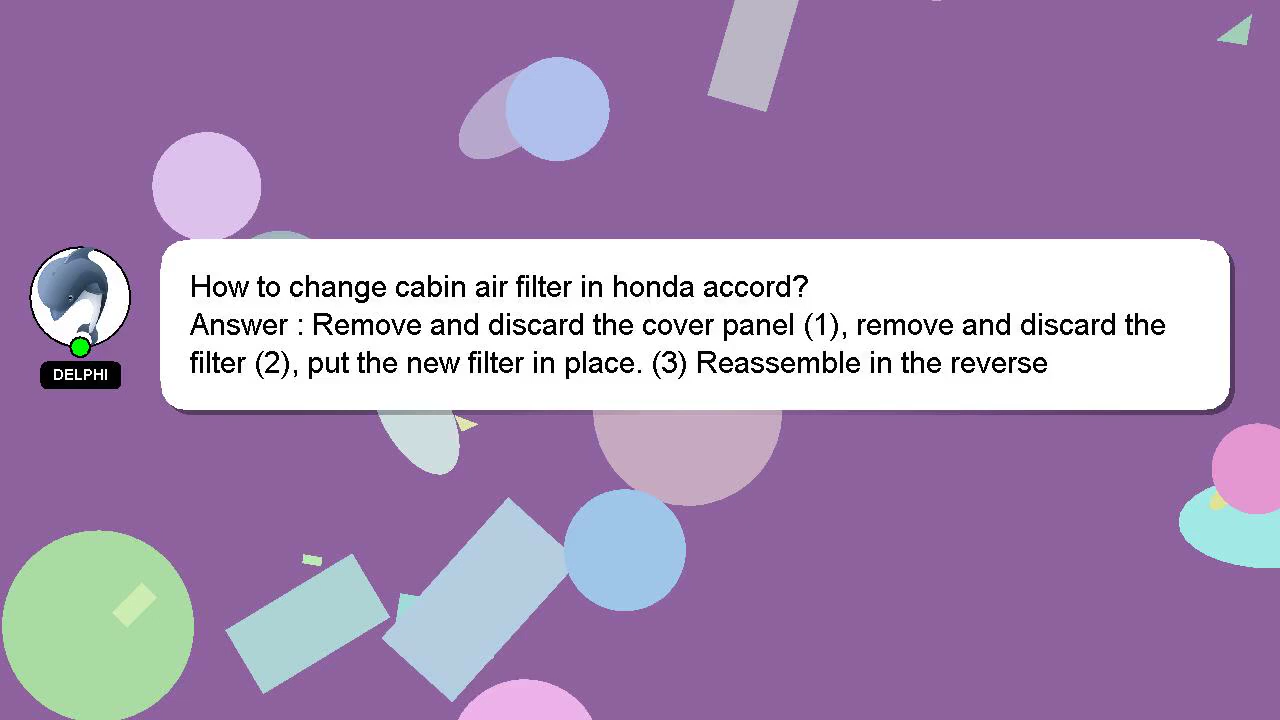 How to change cabin air filter in honda accord?
Answer : Remove and discard the cover panel (1), remove and discard the
filter (2), put the new filter in place. (3) Reassemble in the reverse
DELPHI